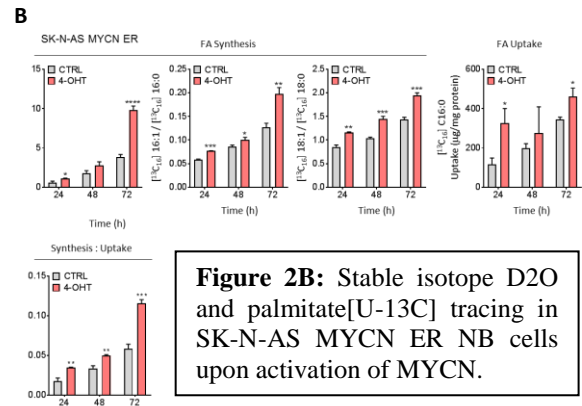 B
SK-N-AS MYCN ER
FA Synthesis
FA Uptake
CTRL
4-OHT
15
10
5
0
*
****
24 48 72
Time (h)
[¹³C₁₆] 16:1 / [¹³C₁₆] 16:0
CTRL
4-OHT
0.25
0.20
0.15
0.10
0.05
0.00
***
*
**
24 48 72
Time (h)
[¹³C₁₆] 18:1 / [¹³C₁₆] 18:0
CTRL
4-OHT
2.5
2.0
1.5
1.0
0.5
0.0
**
***
***
24 48 72
Time (h)
[¹³C₁₆] C16:0
Uptake (µg/mg protein)
CTRL
4-OHT
600
400
200
0
*
*
24 48 72
Time (h)
Synthesis : Uptake
CTRL
4-OHT
0.15
0.10
0.05
0.00
**
**
***
24 48 72
Figure 2B: Stable isotope D2O
and palmitate[U-13C] tracing in
SK-N-AS MYCN ER NB cells
upon activation of MYCN.